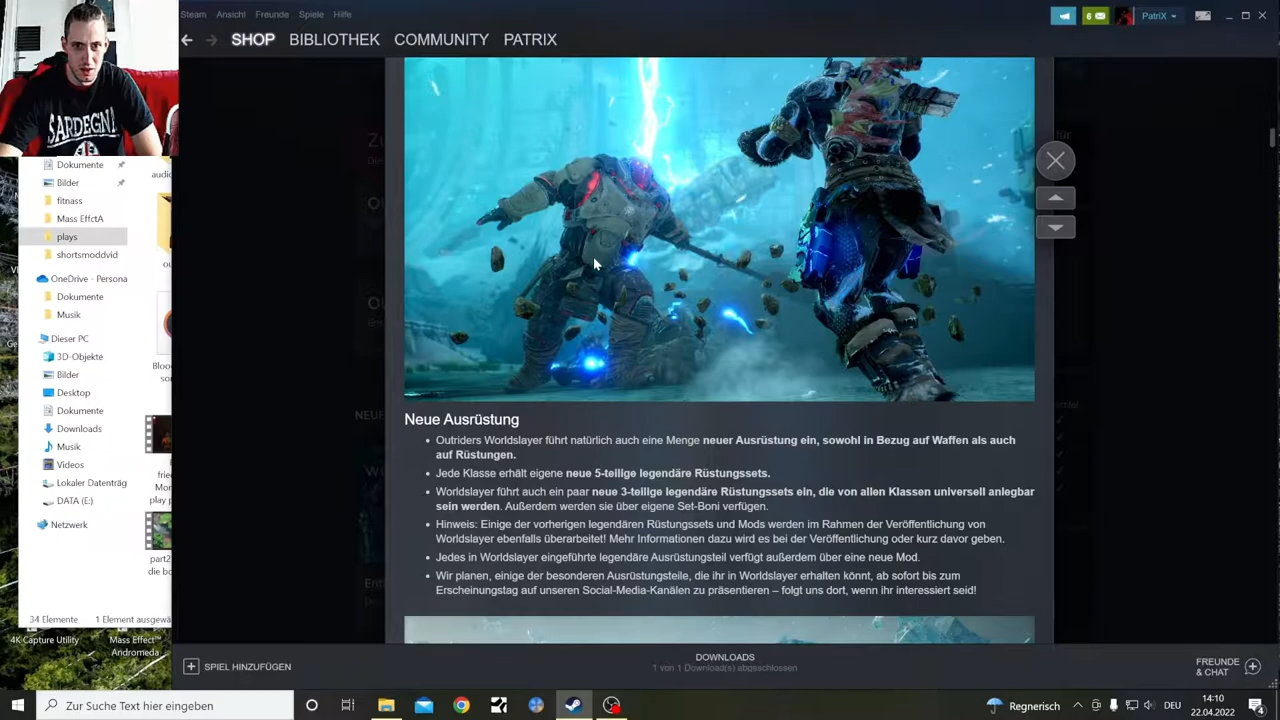 Steam Ansicht Freunde Spiele Hilfe
6 PatriX
SHOP BIBLIOTHEK COMMUNITY PATRIX
SARDEGNA
Dokumente
Bilder
fitnass
Mass EffctA
plays
shortsmoddvid
OneDrive - Persona
Dokumente
Musik
Dieser PC
3D-Objekte
Bilder
Desktop
Dokumente
Downloads
Musik
Videos
Lokaler Datenträg
DATA (E:)
Netzwerk
34 Elemente 1 Element ausgewä
4K Capture Utility
Mass Effect™
Andromeda
Neue Ausrüstung
Outriders Worldslayer führt natürlich auch eine Menge neuer Ausrüstung ein, sowohl in Bezug auf Waffen als auch
auf Rüstungen.
Jede Klasse erhält eigene neue 5-teilige legendäre Rüstungssets.
Worldslayer führt auch ein paar neue 3-teilige legendäre Rüstungssets ein, die von allen Klassen universell anlegbar
sein werden. Außerdem werden sie über eigene Set-Boni verfügen.
Hinweis: Einige der vorherigen legendären Rüstungssets und Mods werden im Rahmen der Veröffentlichung von
Worldslayer ebenfalls überarbeitet! Mehr Informationen dazu wird es bei der Veröffentlichung oder kurz davor geben.
Jedes in Worldslayer eingeführte legendäre Ausrüstungsteil verfügt außerdem über eine neue Mod.
Wir planen, einige der besonderen Ausrüstungsteile, die ihr in Worldslayer erhalten könnt, ab sofort bis zum
Erscheinungstag auf unseren Social-Media-Kanälen zu präsentieren – folgt uns dort, wenn ihr interessiert seid!
SPIEL HINZUFÜGEN
DOWNLOADS
1 von 1 Download(s) abgeschlossen
FREUNDE
& CHAT
Zur Suche Text hier eingeben
Regnerisch
DEU
14:10
22.04.2022
4